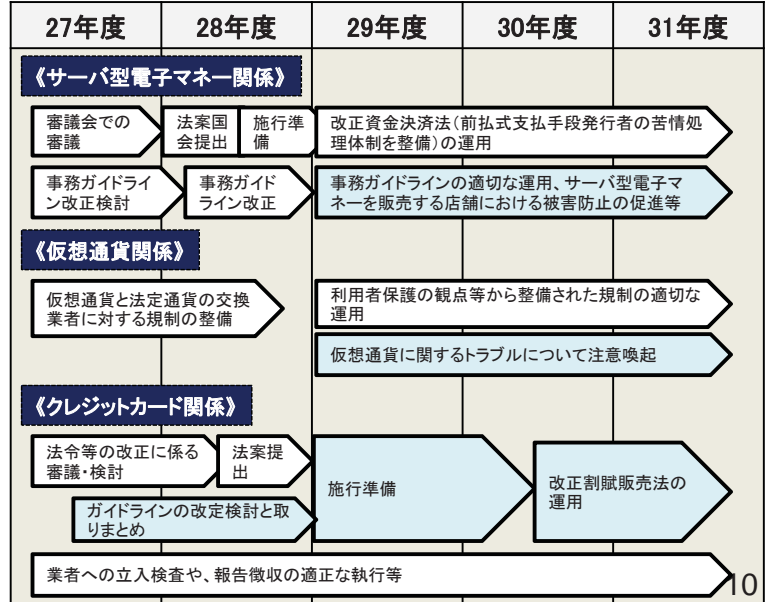 27年度 28年度 29年度 30年度 31年度
《サーバ型電子マネー関係》
審議会での
審議
法案国
会提出
施行準
備
改正資金決済法(前払式支払手段発行者の苦情処
理体制を整備)の運用
事務ガイドライ
ン改正検討
事務ガイド
ライン改正
事務ガイドラインの適切な運用、サーバ型電子マ
ネーを販売する店舗における被害防止の促進等
《仮想通貨関係》
仮想通貨と法定通貨の交換
業者に対する規制の整備
利用者保護の観点等から整備された規制の適切な
運用
仮想通貨に関するトラブルについて注意喚起
《クレジットカード関係》
法令等の改正に係る
審議・検討
法案提
出
施行準備
改正割賦販売法の
運用
ガイドラインの改定検討と取
りまとめ
業者への立入検査や、報告徴収の適正な執行等
10